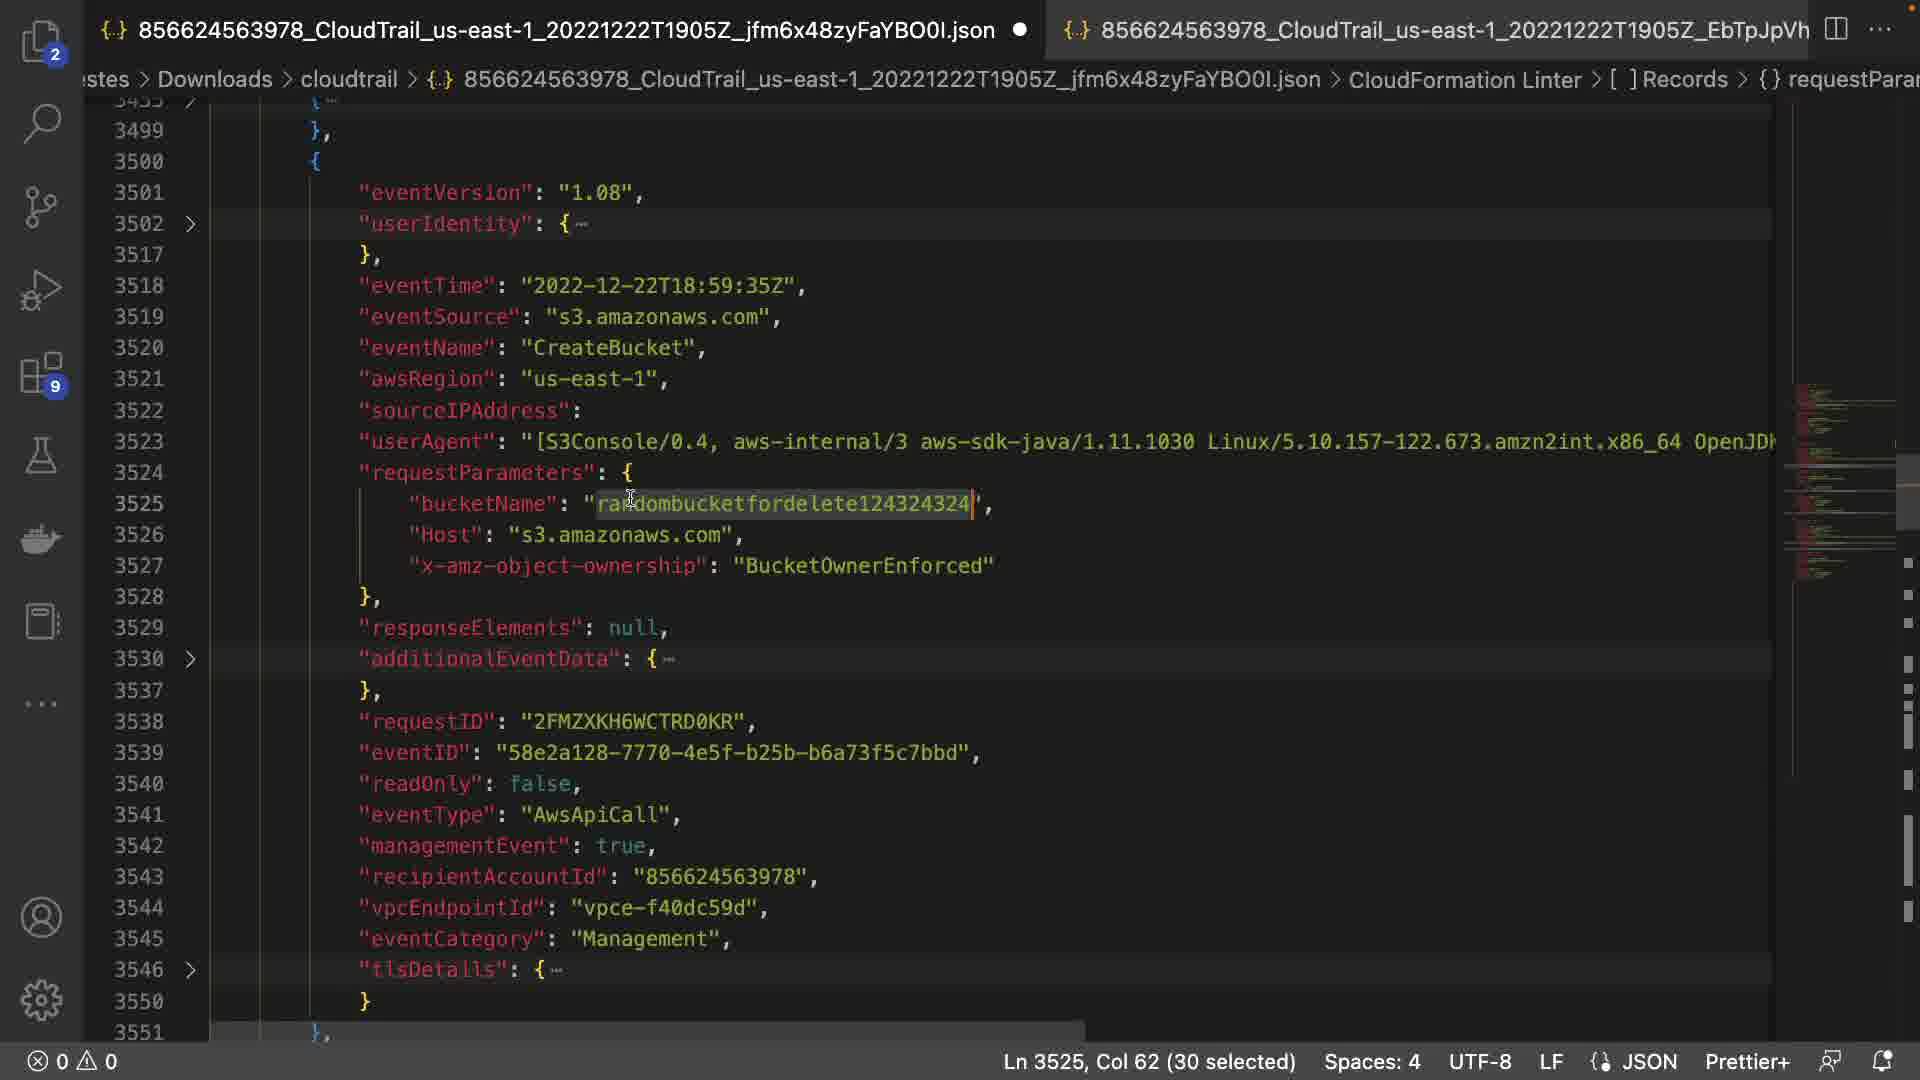 {..} 856624563978_CloudTrail_us-east-1_20221222T1905Z_jfm6x48zyFaYBO0I.json ● {..} 856624563978_CloudTrail_us-east-1_20221222T1905Z_EbTpJpVh
estes > Downloads > cloudtrail > {..} 856624563978_CloudTrail_us-east-1_20221222T1905Z_jfm6x48zyFaYBO0I.json > CloudFormation Linter > [ ] Records > {} requestParar
{
3499 },
3500 {
3501 "eventVersion": "1.08",
3502 "userIdentity": {
3517 },
3518 "eventTime": "2022-12-22T18:59:35Z",
3519 "eventSource": "s3.amazonaws.com",
3520 "eventName": "CreateBucket",
3521 "awsRegion": "us-east-1",
3522 "sourceIPAddress":
3523 "userAgent": "[S3Console/0.4, aws-internal/3 aws-sdk-java/1.11.1030 Linux/5.10.157-122.673.amzn2int.x86_64 OpenJDK
3524 "requestParameters": {
3525 "bucketName": "randombucketfordelete124324324",
3526 "Host": "s3.amazonaws.com",
3527 "x-amz-object-ownership": "BucketOwnerEnforced"
3528 },
3529 "responseElements": null,
3530 "additionalEventData": {
3537 },
3538 "requestID": "2FMZXKH6WCTRD0KR",
3539 "eventID": "58e2a128-7770-4e5f-b25b-b6a73f5c7bbd",
3540 "readOnly": false,
3541 "eventType": "AwsApiCall",
3542 "managementEvent": true,
3543 "recipientAccountId": "856624563978",
3544 "vpcEndpointId": "vpce-f40dc59d",
3545 "eventCategory": "Management",
3546 "tlsDetails": {
3550 }
3551 },
2
9
0 0 Ln 3525, Col 62 (30 selected) Spaces: 4 UTF-8 LF JSON Prettier+